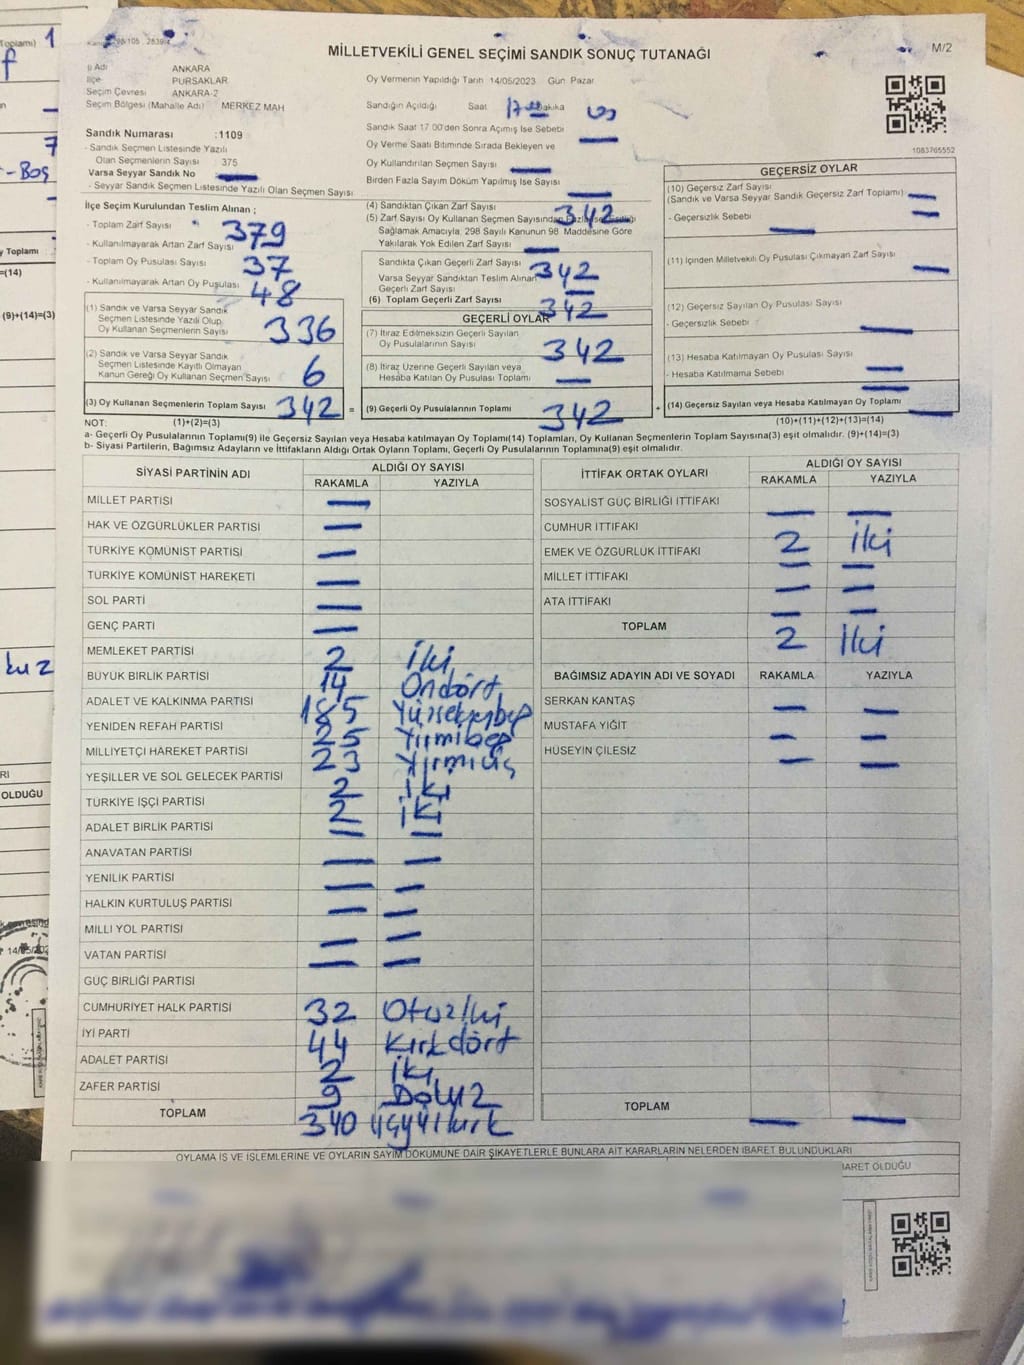 MİLLETVEKİLİ GENEL SEÇİMİ SANDIK SONUÇ TUTANAĞI
M/2
İl Adı ANKARA
İlçe PURSAKLAR
Seçim Çevresi ANKARA-2
Seçim Bölgesi (Mahalle Adı) MERKEZ MAH
Sandık Numarası :1109
- Sandık Seçmen Listesinde Yazılı
Olan Seçmenlerin Sayısı 375
Varsa Seyyar Sandık No —
- Seyyar Sandık Seçmen Listesinde Yazılı Olan Seçmen Sayısı
İlçe Seçim Kurulundan Teslim Alınan ;
- Toplam Zarf Sayısı 379
- Kullanılmayarak Artan Zarf Sayısı 37
- Toplam Oy Pusulası Sayısı
- Kullanılmayarak Artan Oy Pusulası 48
(1) Sandık ve Varsa Seyyar Sandık
Seçmen Listesinde Yazılı Olup
Oy Kullanan Seçmenlerin Sayısı 336
(2) Sandık ve Varsa Seyyar Sandık
Seçmen Listesinde Kayıtlı Olmayan
Kanun Gereği Oy Kullanan Seçmen Sayısı 6
(3) Oy Kullanan Seçmenlerin Toplam Sayısı 342 =
Oy Vermenin Yapıldığı Tarih 14/05/2023 Gün Pazar
Sandığın Açıldığı Saat 17 Dakika
Sandık Saat 17 00'den Sonra Açımış İse Sebebi
Oy Verme Saati Bitiminde Sırada Bekleyen ve —
Oy Kullandırılan Seçmen Sayısı —
Birden Fazla Sayım Döküm Yapılmış İse Sayısı —
(4) Sandıktan Çıkan Zarf Sayısı 342
(5) Zarf Sayısı Oy Kullanan Seçmen Sayısından
Sağlamak Amacıyla, 298 Sayılı Kanunun 98 Maddesine Göre
Yakılarak Yok Edilen Zarf Sayısı —
Sandıkta Çıkan Geçerli Zarf Sayısı 342
Varsa Seyyar Sandıktan Teslim Alınan
Geçerli Zarf Sayısı —
(6) Toplam Geçerli Zarf Sayısı 342
GEÇERLİ OYLAR
(7) İtiraz Edilmeksizin Geçerli Sayılan
Oy Pusulalarının Sayısı 342
(8) İtiraz Üzerine Geçerli Sayılan veya
Hesaba Katılan Oy Pusulası Toplamı —
(9) Geçerli Oy Pusulalarının Toplamı 342 +
1083765552
GEÇERSİZ OYLAR
(10) Geçersiz Zarf Sayısı
(Sandık ve Varsa Seyyar Sandık Geçersiz Zarf Toplamı) —
- Geçersizlik Sebebi —
(11) İçinden Milletvekili Oy Pusulası Çıkmayan Zarf Sayısı —
(12) Geçersiz Sayılan Oy Pusulası Sayısı
- Geçersizlik Sebebi —
(13) Hesaba Katılmayan Oy Pusulası Sayısı
- Hesaba Katılmama Sebebi —
(14) Geçersiz Sayılan veya Hesaba Katılmayan Oy Toplamı —
NOT: (1)+(2)=(3) (10)+(11)+(12)+(13)=(14)
a- Geçerli Oy Pusulalarının Toplamı(9) ile Geçersiz Sayılan veya Hesaba katılmayan Oy Toplamı(14) Toplamları, Oy Kullanan Seçmenlerin Toplam Sayısına(3) eşit olmalıdır. (9)+(14)=(3)
b- Siyasi Partilerin, Bağımsız Adayların ve İttifakların Aldığı Ortak Oyların Toplamı, Geçerli Oy Pusulalarının Toplamına(9) eşit olmalıdır.
SİYASİ PARTİNİN ADI ALDIĞI OY SAYISI
RAKAMLA YAZIYLA
MİLLET PARTİSİ —
HAK VE ÖZGÜRLÜKLER PARTİSİ —
TÜRKİYE KOMÜNİST PARTİSİ —
TÜRKİYE KOMÜNİST HAREKETİ —
SOL PARTİ —
GENÇ PARTİ —
MEMLEKET PARTİSİ 2 iki
BÜYÜK BİRLİK PARTİSİ 14 Ondört
ADALET VE KALKINMA PARTİSİ 185 Yüzseksenbeş
YENİDEN REFAH PARTİSİ 25 Yirmibeş
MİLLİYETÇİ HAREKET PARTİSİ 23 Yirmiüç
YEŞİLLER VE SOL GELECEK PARTİSİ 2 iki
TÜRKİYE İŞÇİ PARTİSİ 2 iki
ADALET BİRLİK PARTİSİ — —
ANAVATAN PARTİSİ — —
YENİLİK PARTİSİ — —
HALKIN KURTULUŞ PARTİSİ — —
MİLLİ YOL PARTİSİ — —
VATAN PARTİSİ — —
GÜÇ BİRLİĞİ PARTİSİ
CUMHURİYET HALK PARTİSİ 32 Otuziki
İYİ PARTİ 44 Kırkdört
ADALET PARTİSİ 2 iki
ZAFER PARTİSİ 9 Dokuz
TOPLAM 340 üçyüzkırk
İTTİFAK ORTAK OYLARI ALDIĞI OY SAYISI
RAKAMLA YAZIYLA
SOSYALİST GÜÇ BİRLİĞİ İTTİFAKI — —
CUMHUR İTTİFAKI 2 iki
EMEK VE ÖZGÜRLÜK İTTİFAKI — —
MİLLET İTTİFAKI — —
ATA İTTİFAKI — —
TOPLAM 2 iki
BAĞIMSIZ ADAYIN ADI VE SOYADI RAKAMLA YAZIYLA
SERKAN KANTAŞ — —
MUSTAFA YİĞİT — —
HÜSEYİN ÇİLESİZ — —
TOPLAM — —
OYLAMA İŞ VE İŞLEMLERİNE VE OYLARIN SAYIM DÖKÜMÜNE DAİR ŞİKAYETLERLE BUNLARA AİT KARARLARIN NELERDEN İBARET BULUNDUKLARI
BARET OLDUĞU
Toplamı) 1
7
-Boş
y Toplamı
=(14)
(9)+(14)=(3)
kuz
RI
OLDUĞU